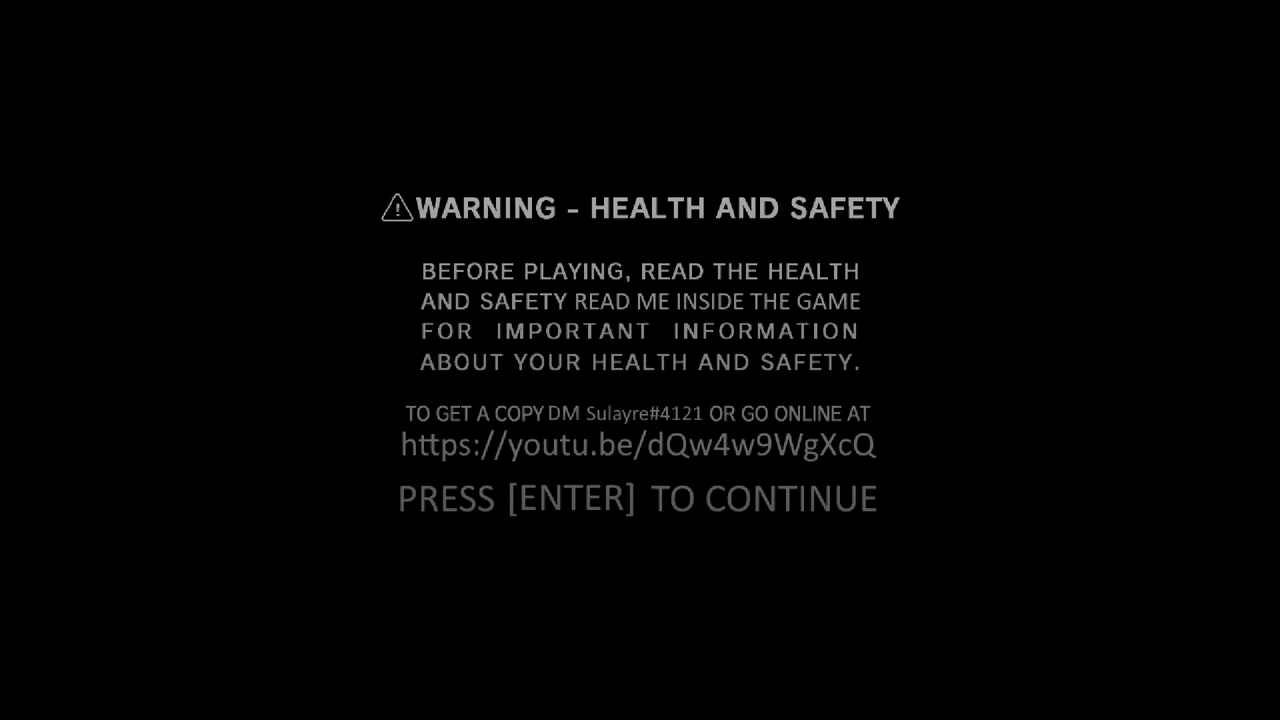 ⚠WARNING - HEALTH AND SAFETY
BEFORE PLAYING, READ THE HEALTH
AND SAFETY READ ME INSIDE THE GAME
FOR IMPORTANT INFORMATION
ABOUT YOUR HEALTH AND SAFETY.
TO GET A COPY DM Sulayre#4121 OR GO ONLINE AT
https://youtu.be/dQw4w9WgXcQ
PRESS [ENTER] TO CONTINUE